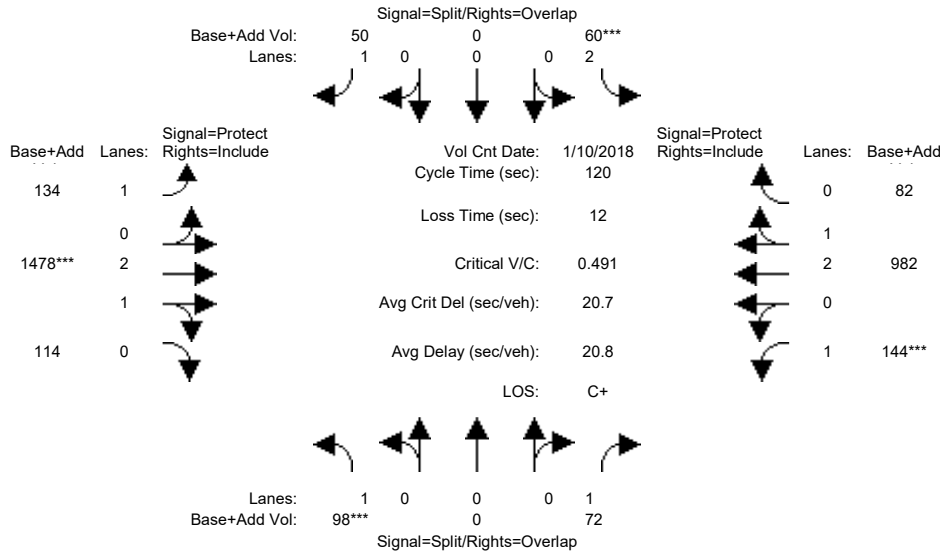 Signal=Split/Rights=Overlap
Base+Add Vol: 50 0 60***
Lanes: 1 0 0 0 2
Signal=Protect Signal=Protect
Base+Add Lanes: Rights=Include Vol Cnt Date: 1/10/2018 Rights=Include Lanes: Base+Add
Cycle Time (sec): 120
134 1 0 82
Loss Time (sec): 12
0 1
1478*** 2 Critical V/C: 0.491 2 982
1 Avg Crit Del (sec/veh): 20.7 0
114 0 Avg Delay (sec/veh): 20.8 1 144***
LOS: C+
Lanes: 1 0 0 0 1
Base+Add Vol: 98*** 0 72
Signal=Split/Rights=Overlap